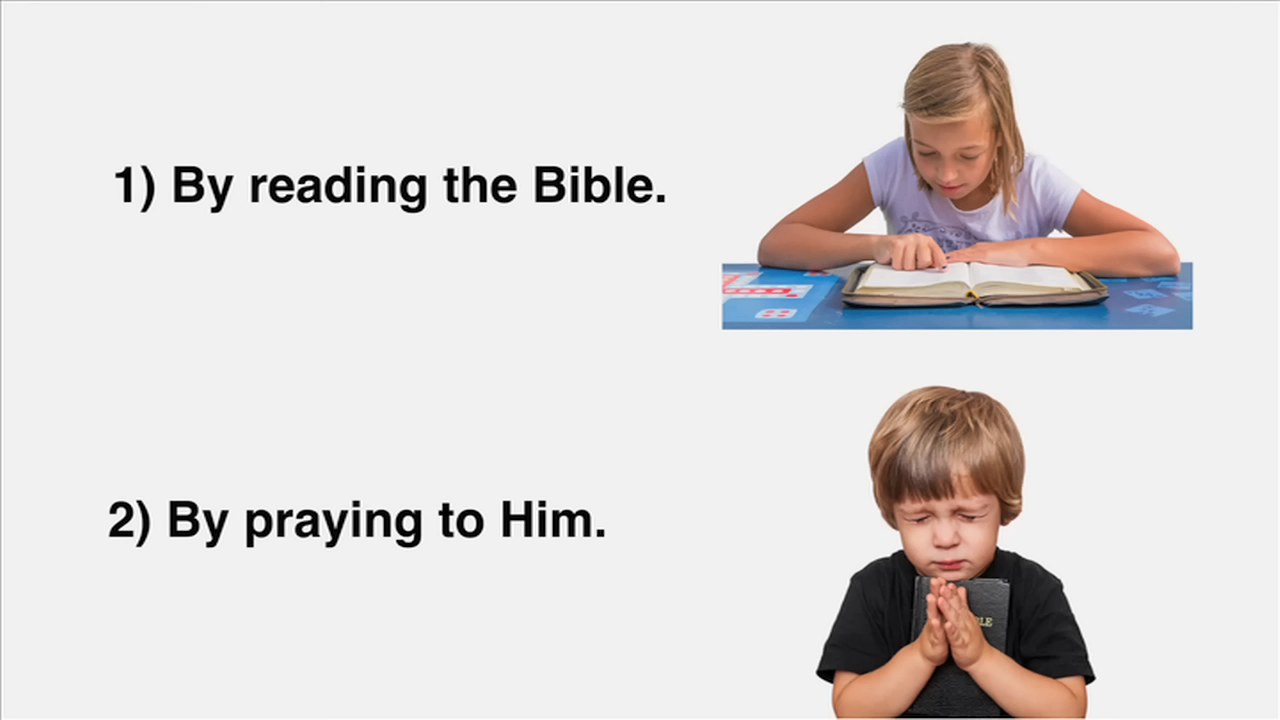 1) By reading the Bible.
2) By praying to Him.